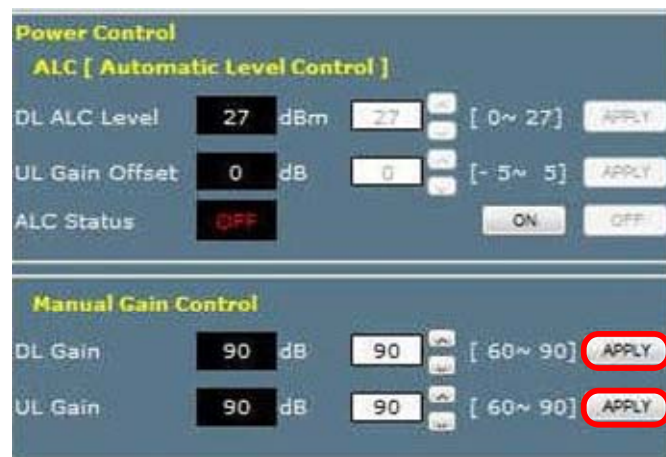 Power Control
ALC [ Automatic Level Control ]
DL ALC Level 27 dBm 27 [ 0~ 27] APPLY
UL Gain Offset 0 dB 0 [- 5~ 5] APPLY
ALC Status OFF ON OFF
Manual Gain Control
DL Gain 90 dB 90 [ 60~ 90] APPLY
UL Gain 90 dB 90 [ 60~ 90] APPLY